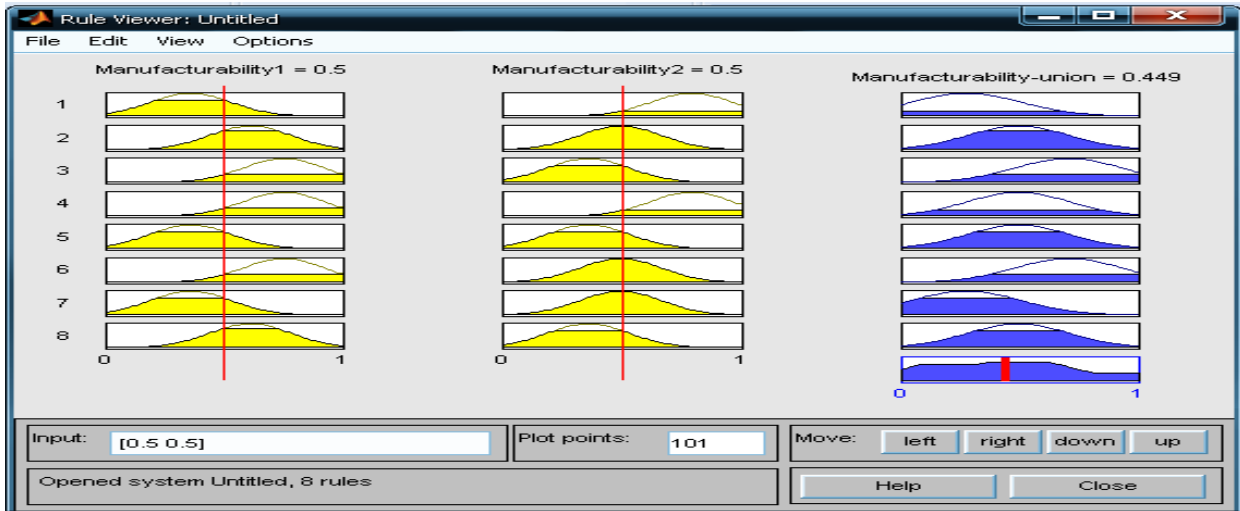 Rule Viewer: Untitled
File Edit View Options
Manufacturability1 = 0.5 Manufacturability2 = 0.5 Manufacturability-union = 0.449
1
2
3
4
5
6
7
8
0 1 0 1
0 1
Input: [0.5 0.5] Plot points: 101 Move: left right down up
Opened system Untitled, 8 rules Help Close